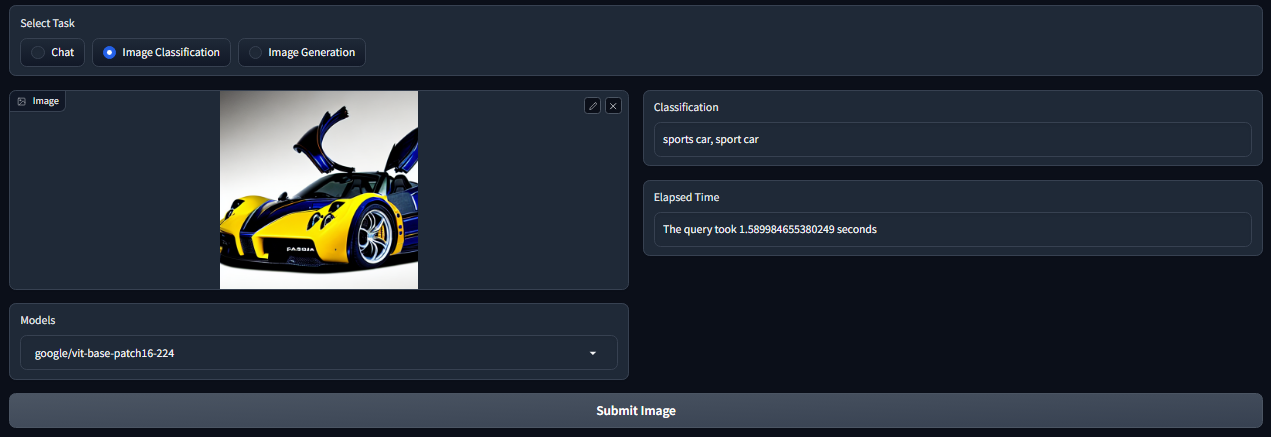 Select Task
Chat
Image Classification
Image Generation
Image
Classification
sports car, sport car
Elapsed Time
The query took 1.589984655380249 seconds
Models
google/vit-base-patch16-224
Submit Image